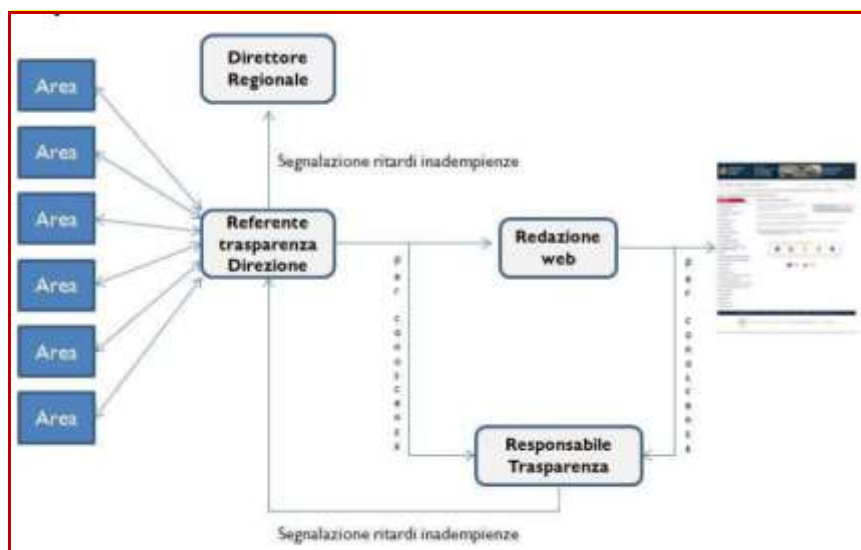 Area
Area
Area
Area
Area
Area
Direttore
Regionale
Segnalazione ritardi inadempienze
Referente
trasparenza
Direzione
Redazione
web
Per conoscenza
Per conoscenza
Responsabile
Trasparenza
Segnalazione ritardi inadempienze